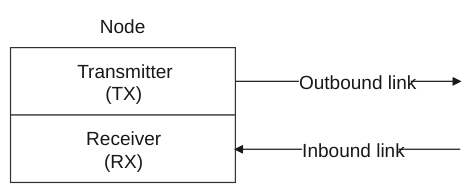 Node
Transmitter
(TX)
Outbound link
Receiver
(RX)
Inbound link